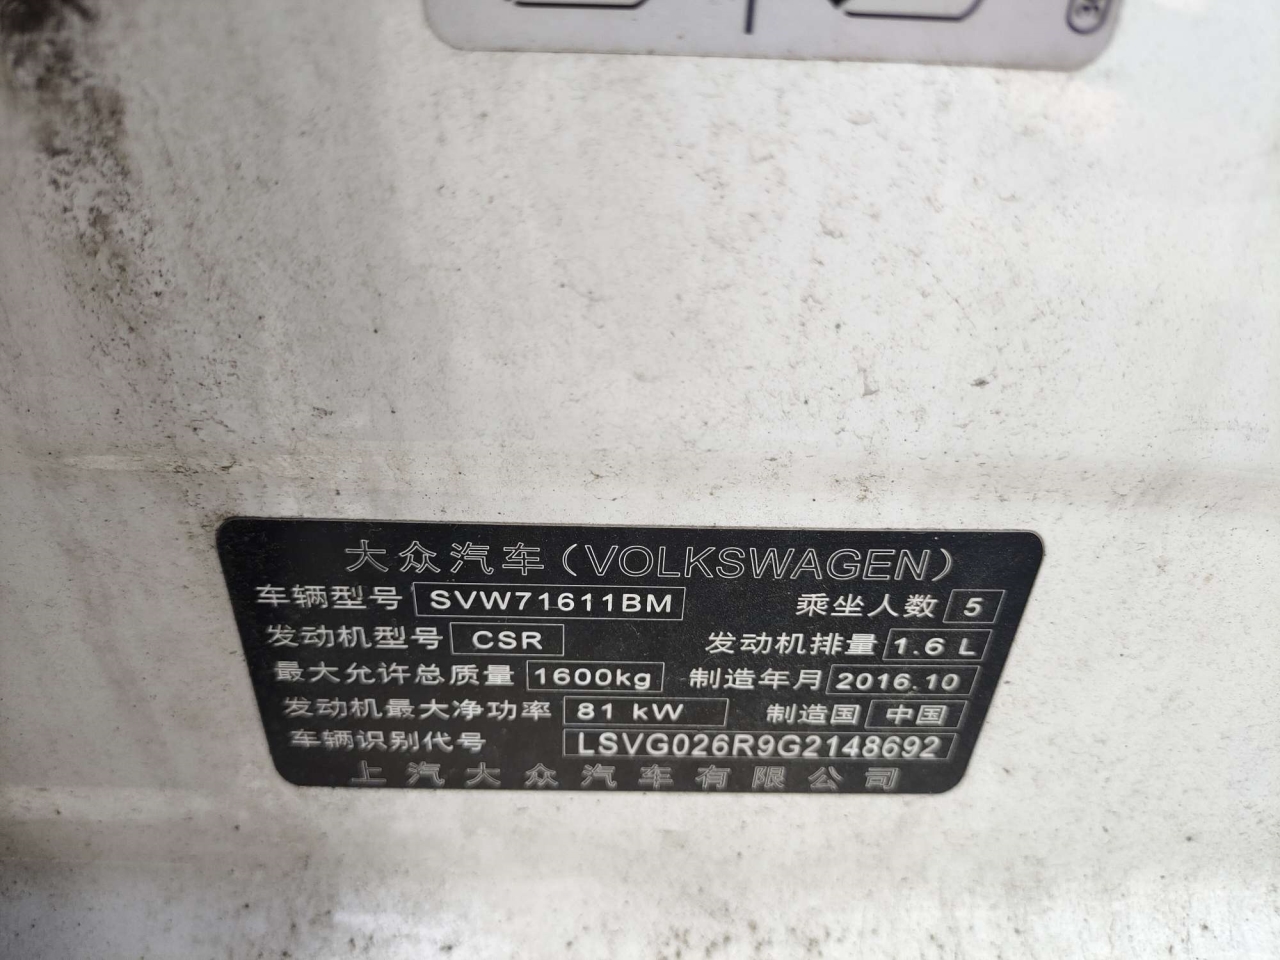 大众汽车(VOLKSWAGEN)
车辆型号 SVW71611BM 乘坐人数 5
发动机型号 CSR 发动机排量 1.6 L
最大允许总质量 1600kg 制造年月 2016.10
发动机最大净功率 81 kW 制造国 中国
车辆识别代号 LSVG026R9G2148692
上汽大众汽车有限公司